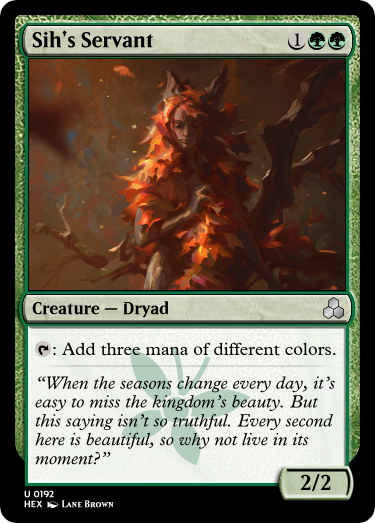 Sih's Servant 1
Creature — Dryad
: Add three mana of different colors.
“When the seasons change every day, it's
easy to miss the kingdom's beauty. But
this saying isn't so truthful. Every second
here is beautiful, so why not live in its
moment?”
2/2
U 0192
HEX Lane Brown